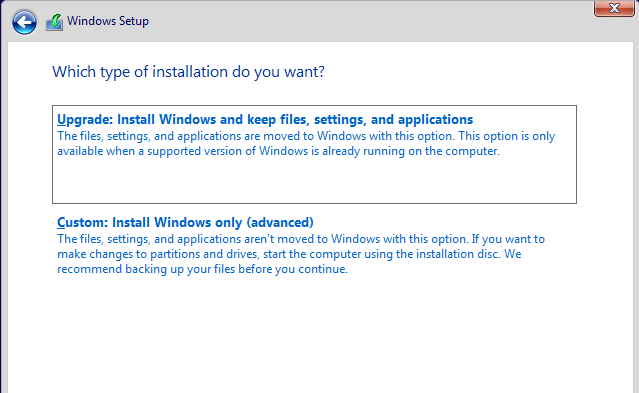 Windows Setup
Which type of installation do you want?
Upgrade: Install Windows and keep files, settings, and applications
The files, settings, and applications are moved to Windows with this option. This option is only
available when a supported version of Windows is already running on the computer.
Custom: Install Windows only (advanced)
The files, settings, and applications aren't moved to Windows with this option. If you want to
make changes to partitions and drives, start the computer using the installation disc. We
recommend backing up your files before you continue.